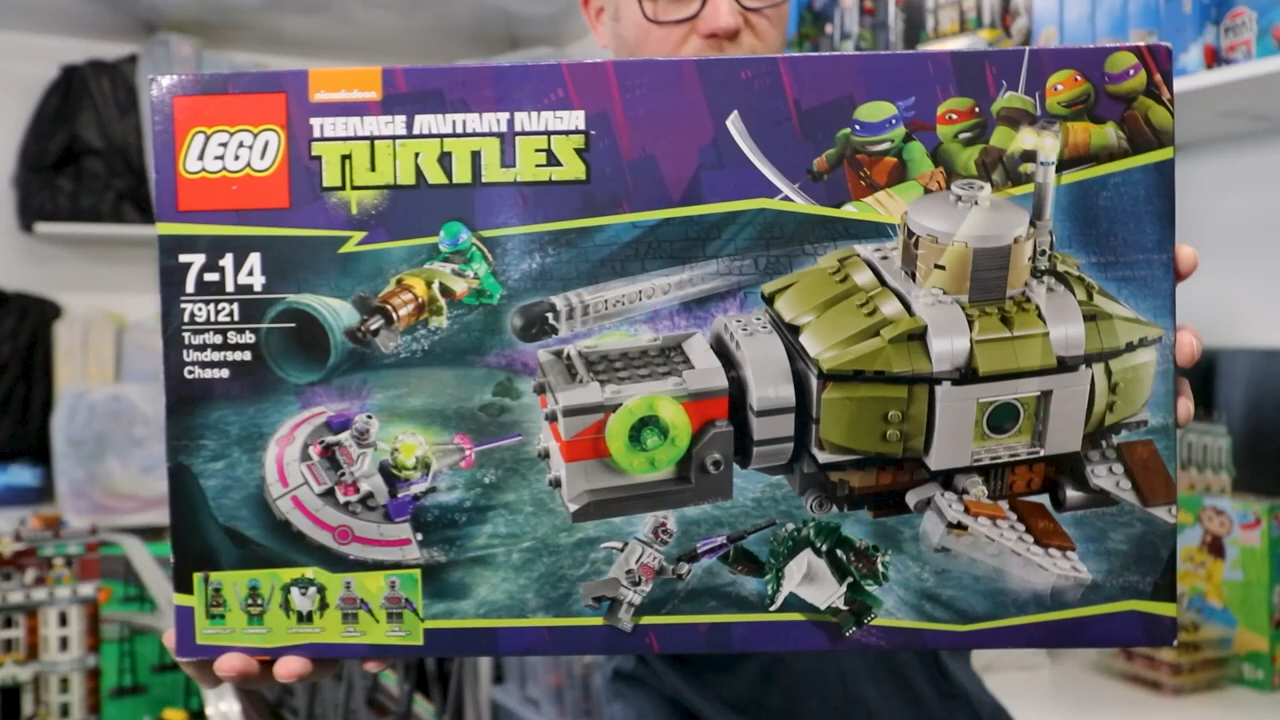 nickelodeon
LEGO
TEENAGE MUTANT NINJA
TURTLES
7-14
79121
Turtle Sub
Undersea
Chase